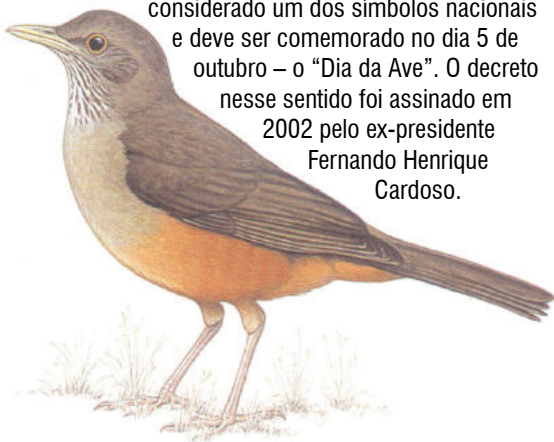 considerado um dos símbolos nacionais
e deve ser comemorado no dia 5 de
outubro – o “Dia da Ave”. O decreto
nesse sentido foi assinado em
2002 pelo ex-presidente
Fernando Henrique
Cardoso.